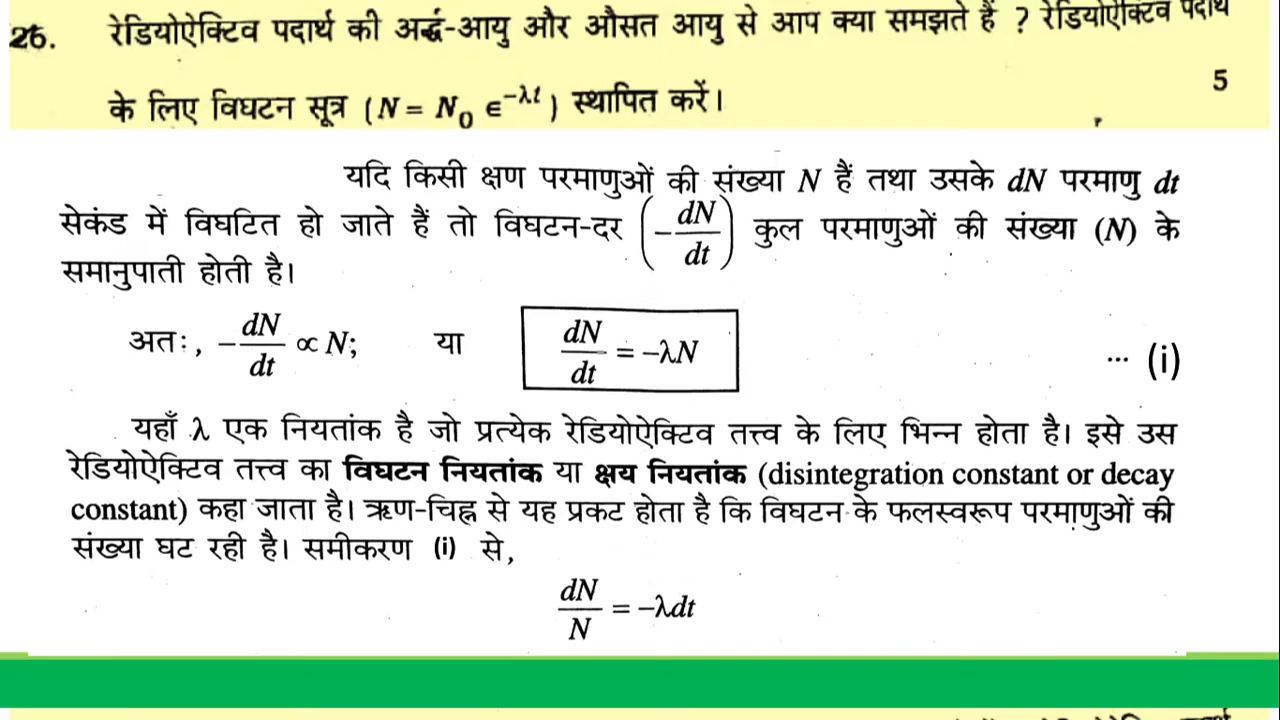 26. रेडियोऐक्टिव पदार्थ की अर्द्ध-आयु और औसत आयु से आप क्या समझते हैं ? रेडियोऐक्टिव पदार्थ
के लिए विघटन सूत्र (N = N₀ ∈^–λt) स्थापित करें। 5
यदि किसी क्षण परमाणुओं की संख्या N हैं तथा उसके dN परमाणु dt
सेकंड में विघटित हो जाते हैं तो विघटन-दर (–dN/dt) कुल परमाणुओं की संख्या (N) के
समानुपाती होती है।
अतः, –dN/dt ∝ N; या dN/dt = –λN ... (i)
यहाँ λ एक नियतांक है जो प्रत्येक रेडियोऐक्टिव तत्त्व के लिए भिन्न होता है। इसे उस
रेडियोऐक्टिव तत्त्व का विघटन नियतांक या क्षय नियतांक (disintegration constant or decay
constant) कहा जाता है। ऋण-चिह्न से यह प्रकट होता है कि विघटन के फलस्वरूप परमाणुओं की
संख्या घट रही है। समीकरण (i) से,
dN/N = –λdt